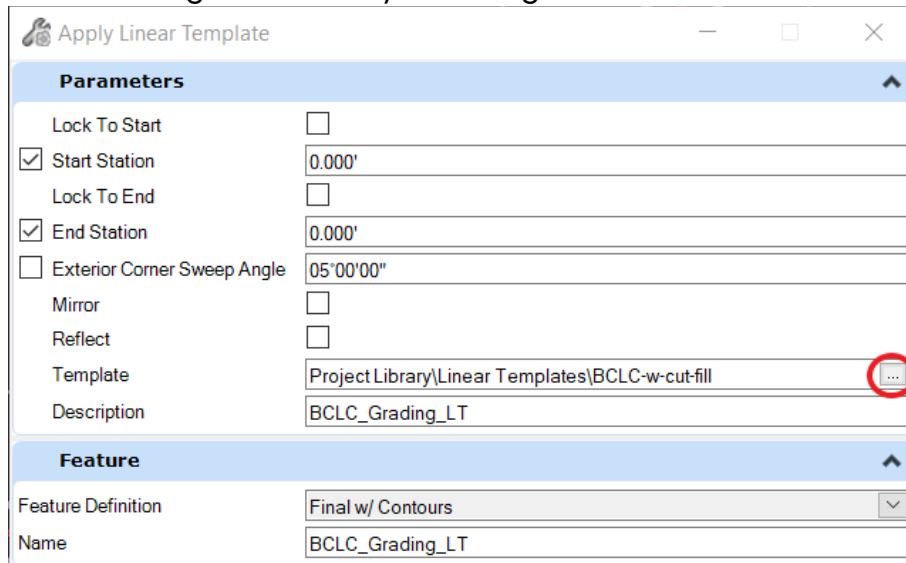 Apply Linear Template
Parameters
Lock To Start
Start Station 0.000'
Lock To End
End Station 0.000'
Exterior Corner Sweep Angle 05°00'00"
Mirror
Reflect
Template Project Library\Linear Templates\BCLC-w-cut-fill ...
Description BCLC_Grading_LT
Feature
Feature Definition Final w/ Contours
Name BCLC_Grading_LT